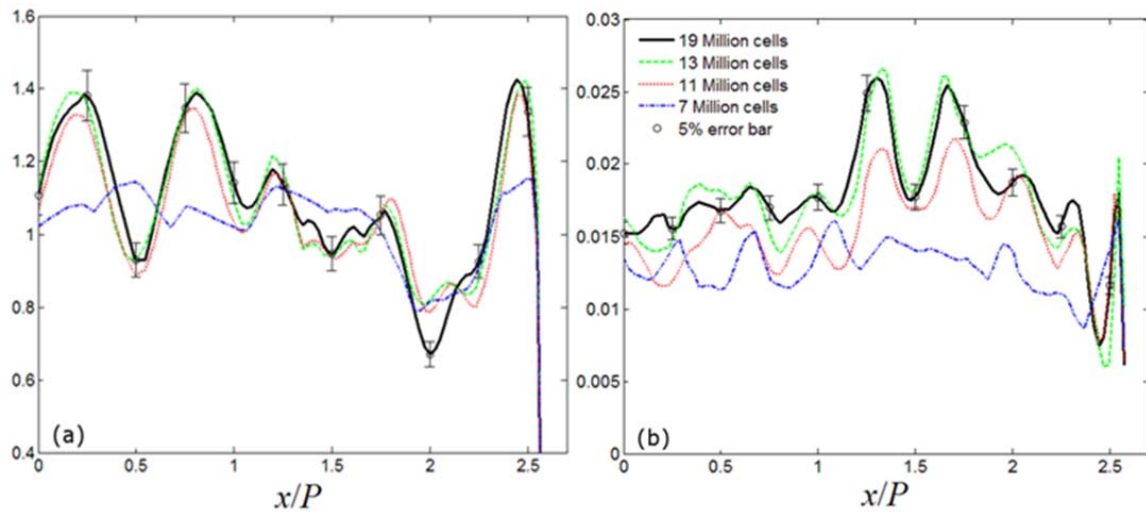 1.6
1.4
1.2
1
0.8
0.6
0.4
(a)
0 0.5 1 1.5 2 2.5
x/P
0.03
0.025
0.02
0.015
0.01
0.005
0
19 Million cells
13 Million cells
11 Million cells
7 Million cells
5% error bar
(b)
0 0.5 1 1.5 2 2.5
x/P